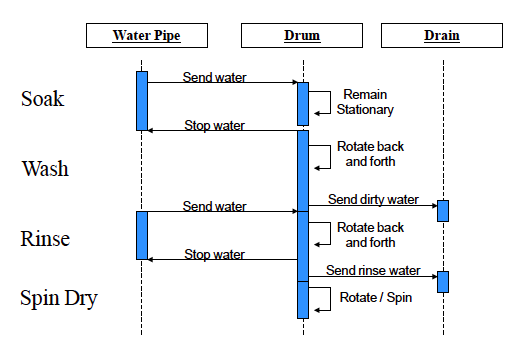 Water Pipe
Drum
Drain
Send water
Soak
Remain
Stationary
Stop water
Rotate back
and forth
Wash
Send dirty water
Send water
Rotate back
and forth
Rinse
Stop water
Send rinse water
Spin Dry
Rotate / Spin